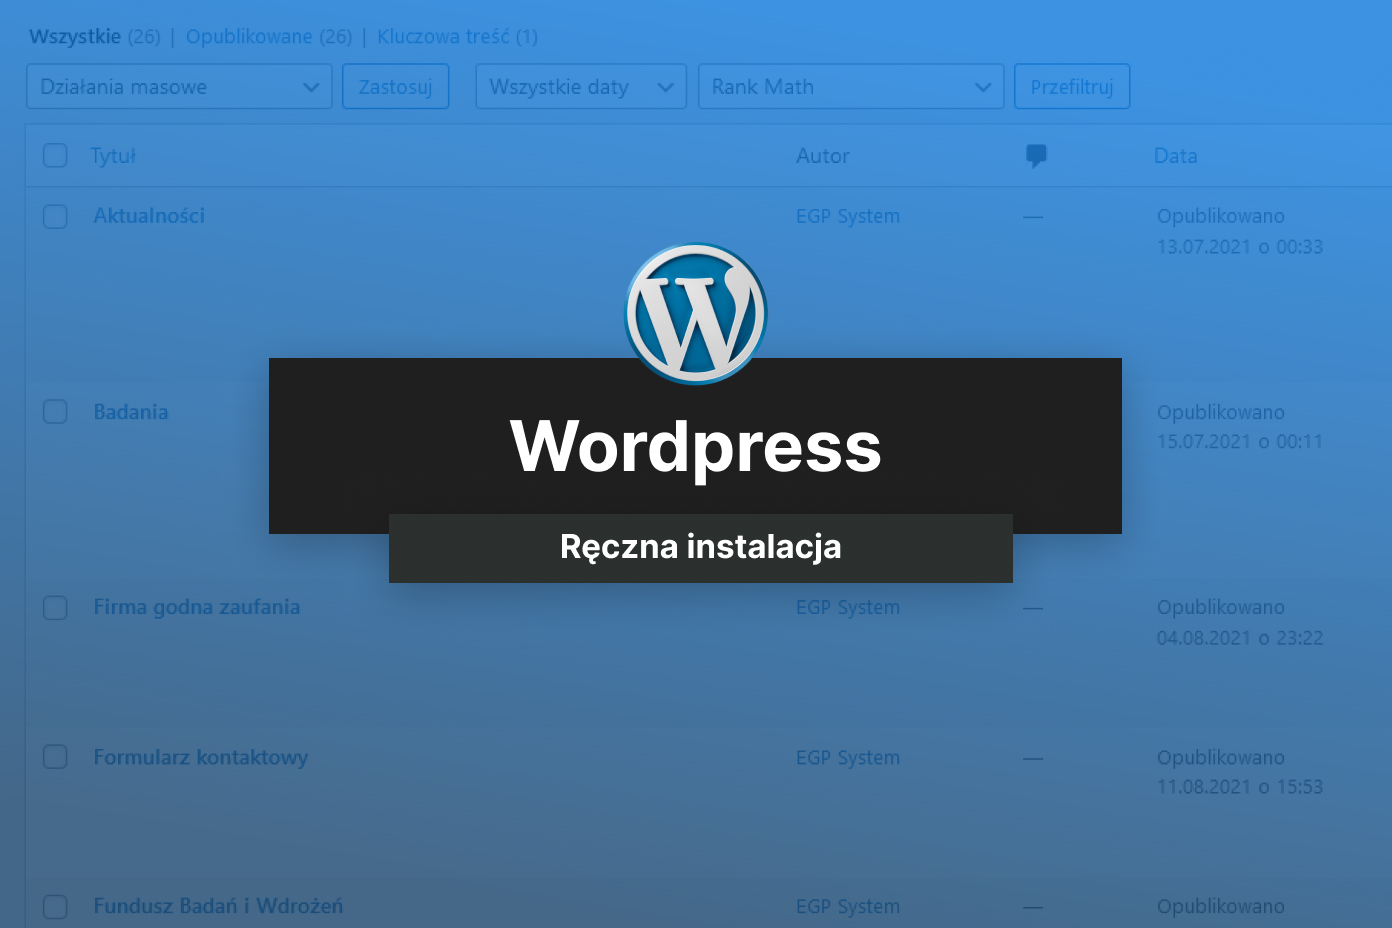 Wszystkie (26) | Opublikowane (26) | Kluczowa treść (1)
Działania masowe Zastosuj Wszystkie daty Rank Math Przefiltruj
Tytuł Autor Data
Aktualności EGP System — Opublikowano
13.07.2021 o 00:33
Wordpress
Ręczna instalacja
Badania Opublikowano
15.07.2021 o 00:11
Firma godna zaufania EGP System — Opublikowano
04.08.2021 o 23:22
Formularz kontaktowy EGP System — Opublikowano
11.08.2021 o 15:53
Fundusz Badań i Wdrożeń EGP System — Opublikowano